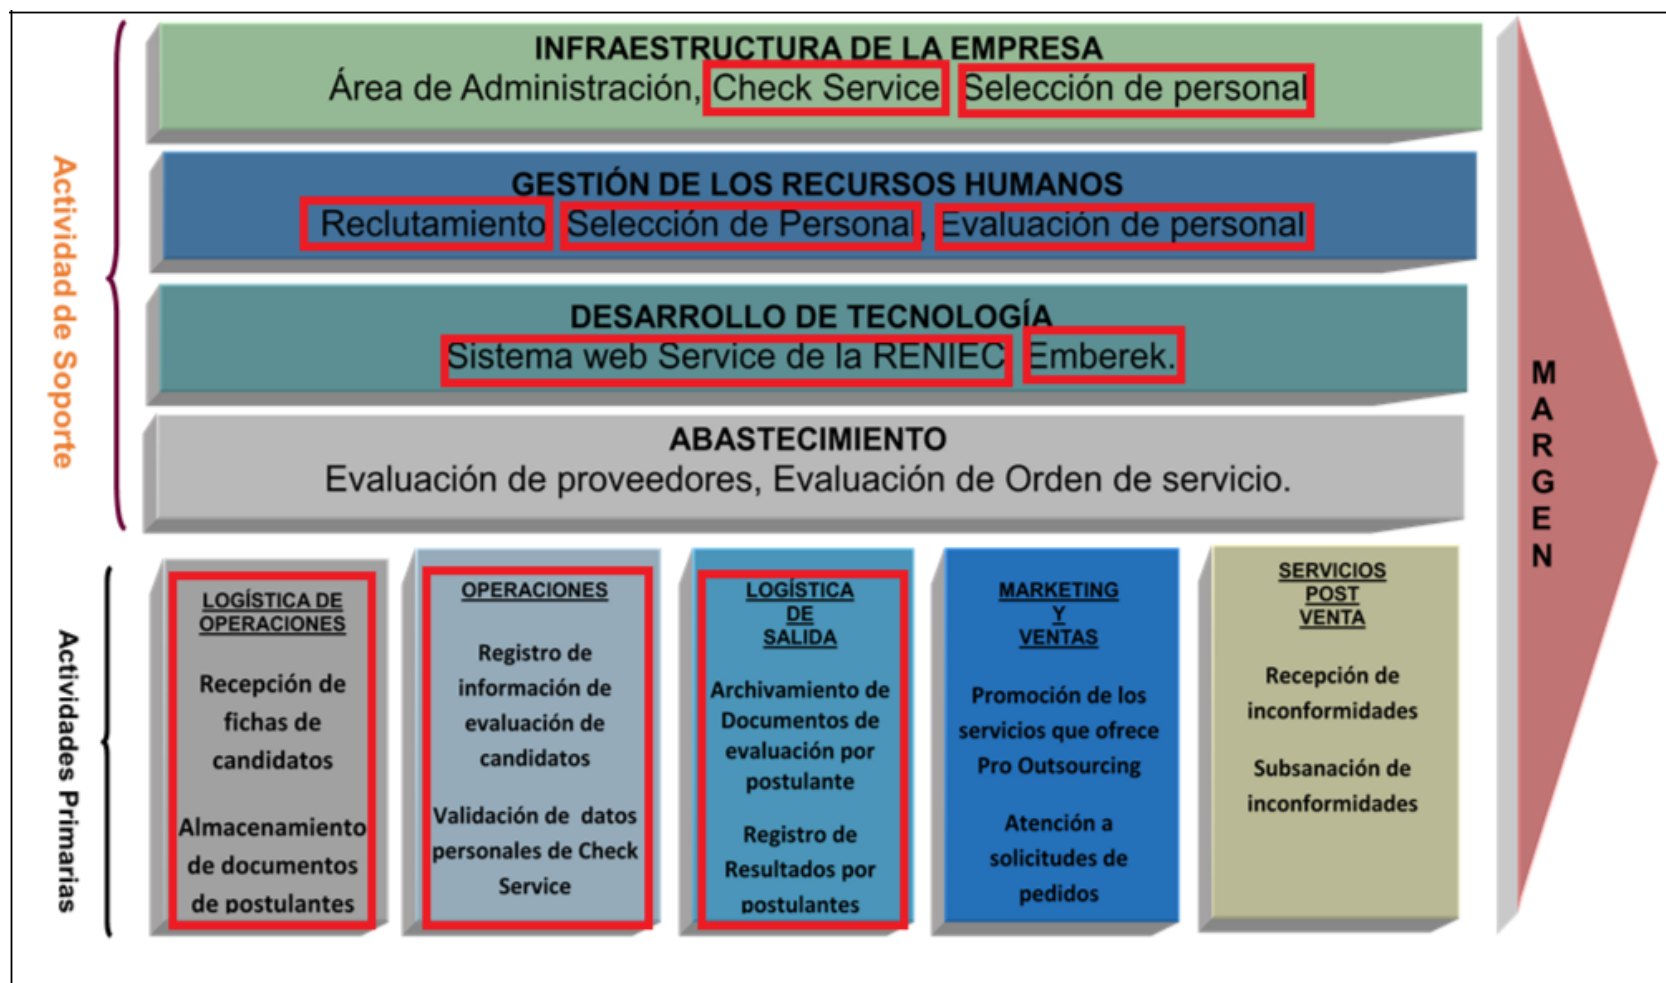 INFRAESTRUCTURA DE LA EMPRESA
Área de Administración, Check Service Selección de personal
GESTIÓN DE LOS RECURSOS HUMANOS
Reclutamiento Selección de Personal, Evaluación de personal
DESARROLLO DE TECNOLOGÍA
Sistema web Service de la RENIEC Emberek.
ABASTECIMIENTO
Evaluación de proveedores, Evaluación de Orden de servicio.
Actividad de Soporte
MARGEN
Actividades Primarias
LOGÍSTICA DE
OPERACIONES
Recepción de
fichas de
candidatos
Almacenamiento
de documentos
de postulantes
OPERACIONES
Registro de
información de
evaluación de
candidatos
Validación de datos
personales de Check
Service
LOGÍSTICA
DE
SALIDA
Archivamiento de
Documentos de
evaluación por
postulante
Registro de
Resultados por
postulantes
MARKETING
Y
VENTAS
Promoción de los
servicios que ofrece
Pro Outsourcing
Atención a
solicitudes de
pedidos
SERVICIOS
POST
VENTA
Recepción de
inconformidades
Subsanación de
inconformidades